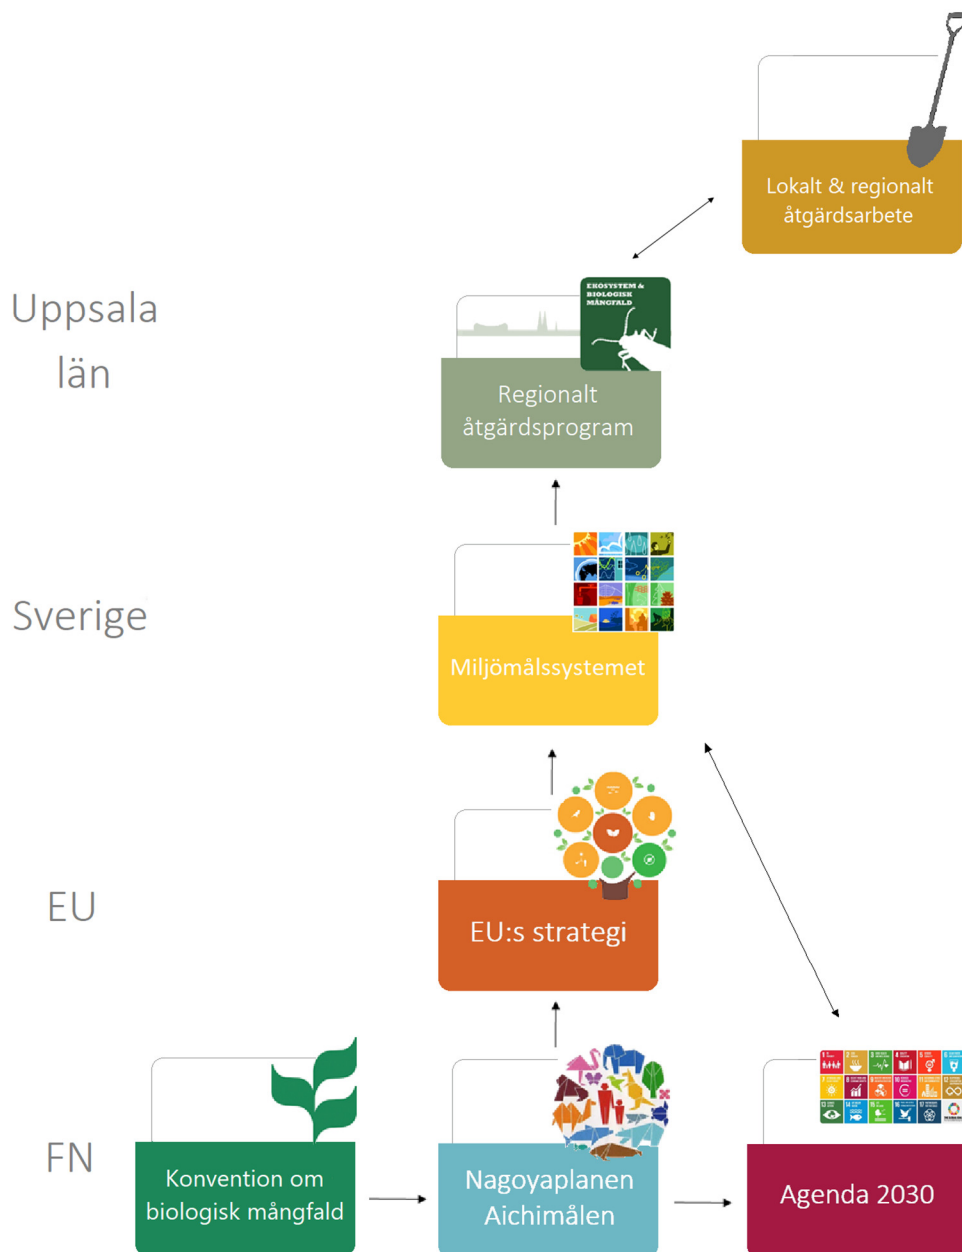 Lokalt & regionalt
åtgärdsarbete
Uppsala
län
EKOSYSTEM &
BIOLOGISK
MÅNGFALD
Regionalt
åtgärdsprogram
Sverige
Miljömålssystemet
EU
EU:s strategi
FN
Konvention om
biologisk mångfald
Nagoyaplanen
Aichimålen
Agenda 2030